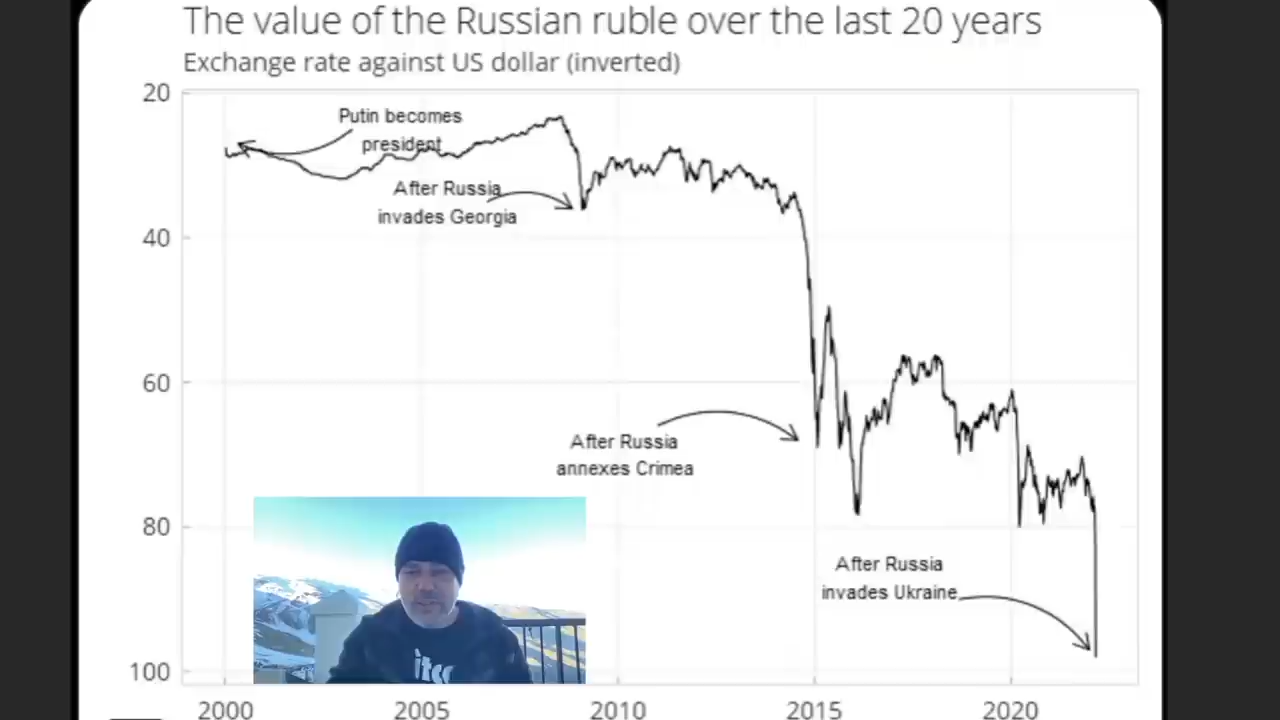 The value of the Russian ruble over the last 20 years
Exchange rate against US dollar (inverted)
20
Putin becomes
president
After Russia
invades Georgia
40
60
After Russia
annexes Crimea
80
After Russia
invades Ukraine
100
2000 2005 2010 2015 2020